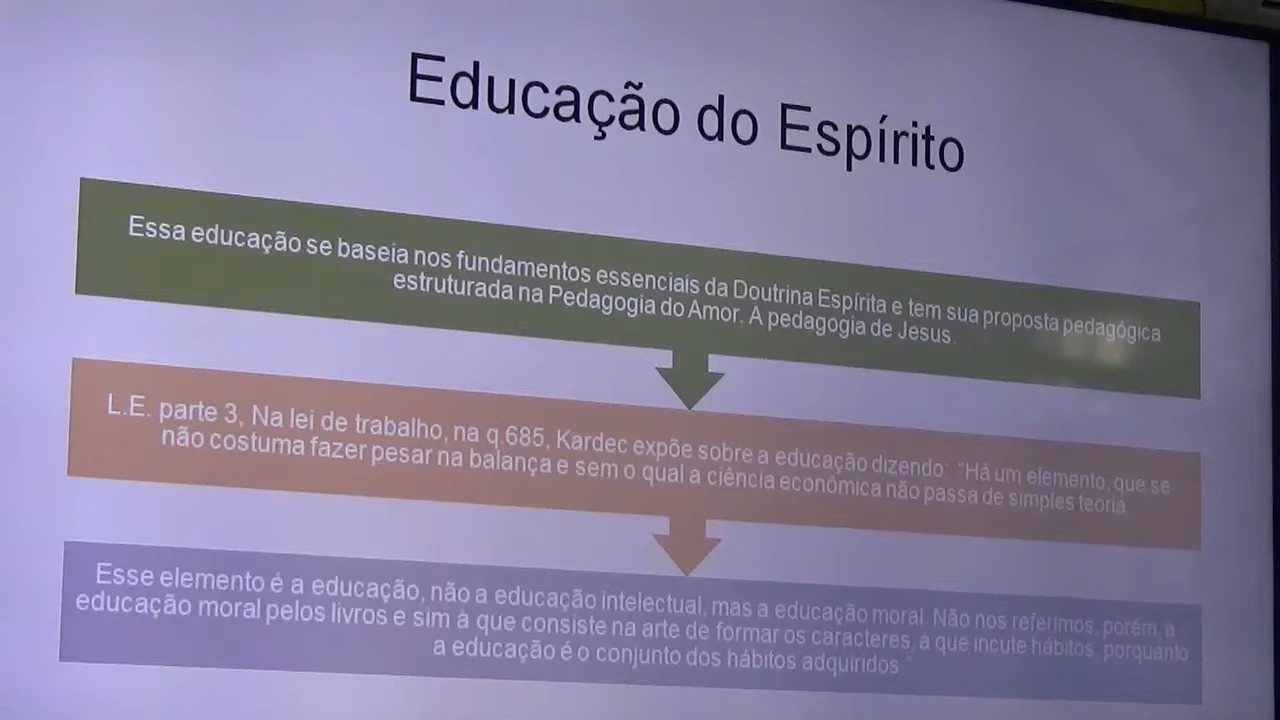 Educação do Espírito
Essa educação se baseia nos fundamentos essenciais da Doutrina Espírita e tem sua proposta pedagógica
estruturada na Pedagogia do Amor. A pedagogia de Jesus.
L.E. parte 3, Na lei de trabalho, na q.685, Kardec expõe sobre a educação dizendo: "Há um elemento, que se
não costuma fazer pesar na balança e sem o qual a ciência econômica não passa de simples teoria.
Esse elemento é a educação, não a educação intelectual, mas a educação moral. Não nos referimos, porém, à
educação moral pelos livros e sim à que consiste na arte de formar os caracteres, à que incute hábitos, porquanto
a educação é o conjunto dos hábitos adquiridos."